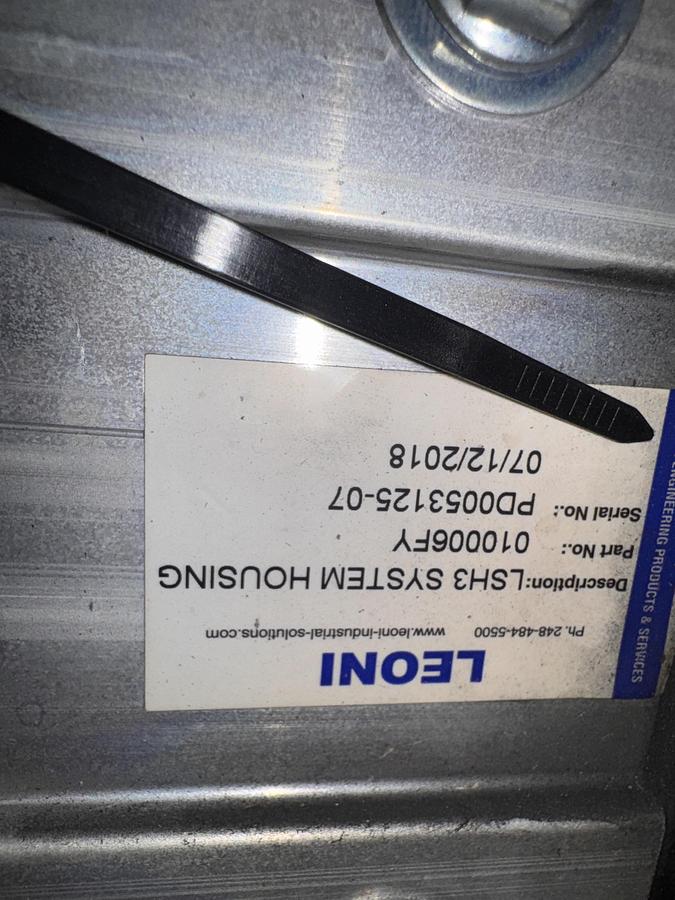 LEONI
Ph. 248-484-5500 www.leoni-industrial-solutions.com
Description: LSH3 SYSTEM HOUSING
Part No.: 010006FY
Serial No.: PD0053125-07
07/12/2018
ENGINEERING PRODUCTS & SERVICES